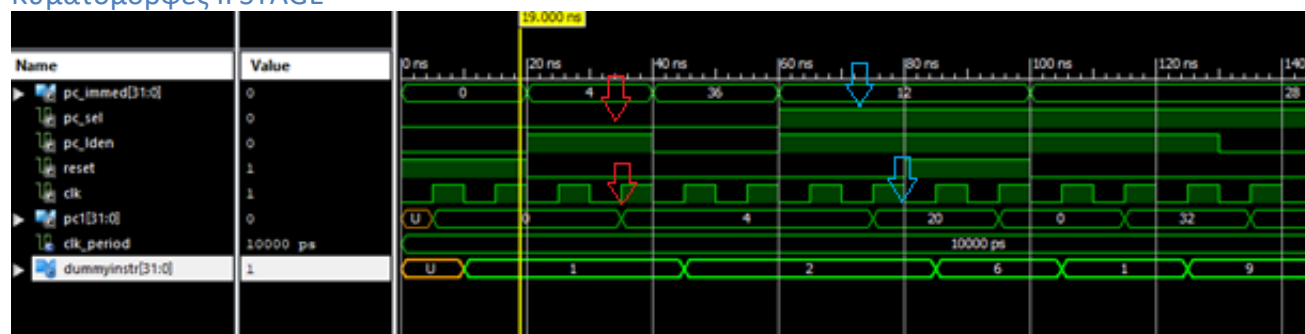 Κυματομορφές IFSTAGE
19.000 ns
Name Value 0 ns 20 ns 40 ns 60 ns 80 ns 100 ns 120 ns 140
pc_immed[31:0] 0 0 4 36 12 28
pc_sel 0
pc_lden 0
reset 1
clk 1
pc1[31:0] 0 U 0 4 20 0 32
clk_period 10000 ps 10000 ps
dummyinstr[31:0] 1 U 1 2 6 1 9